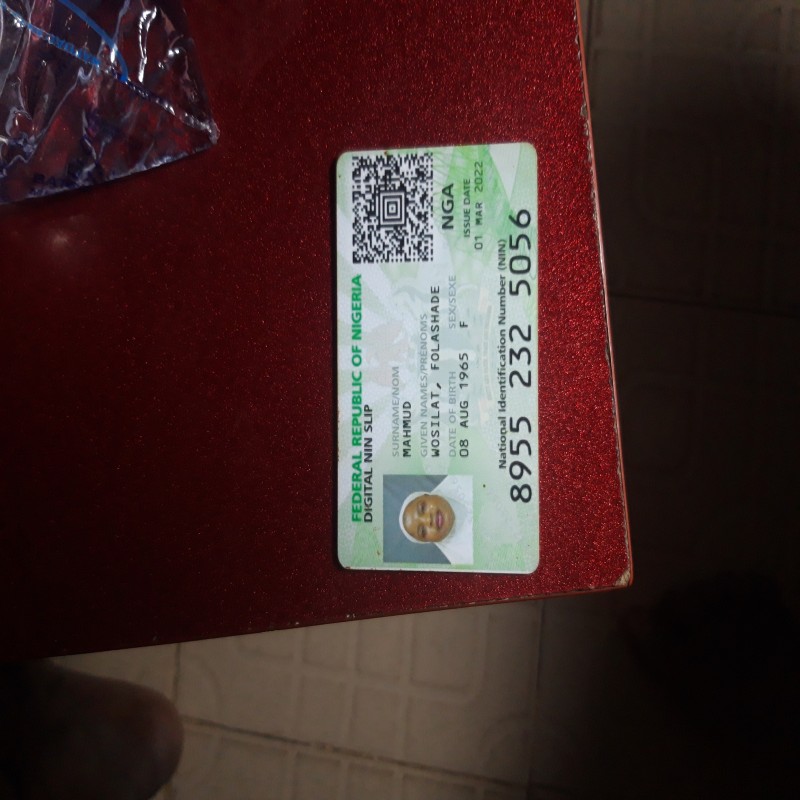 FEDERAL REPUBLIC OF NIGERIA
DIGITAL NIN SLIP
SURNAME/NOM
MAHMUD
GIVEN NAMES/PRENOMS
WOSILAT, FOLASHADE
DATE OF BIRTH SEX/SEXE
08 AUG 1965 F
NGA
ISSUE DATE
01 MAR 2022
National Identification Number (NIN)
8955 232 5056